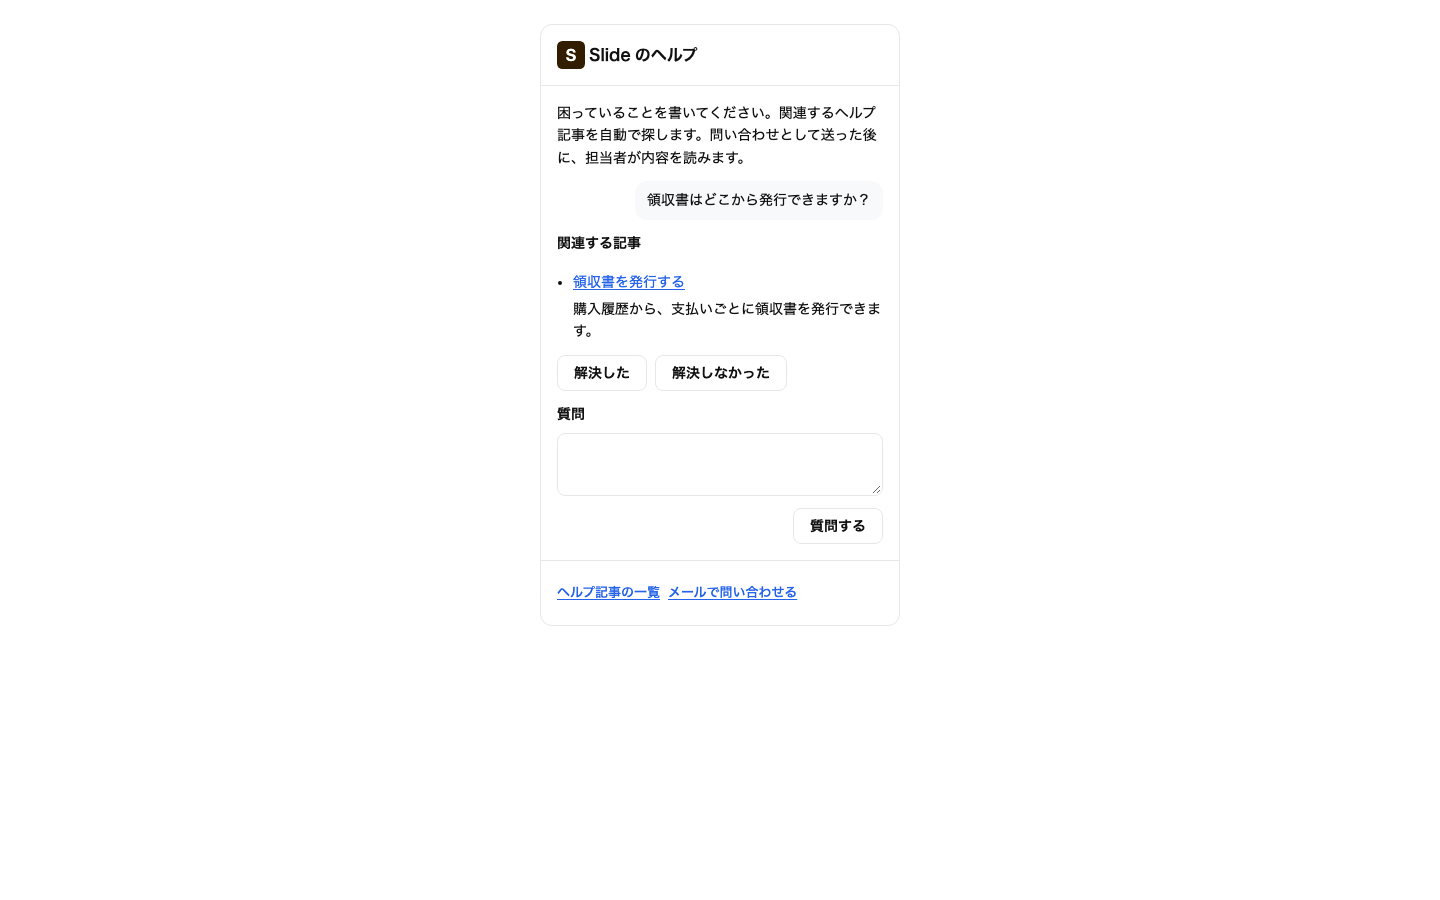 S Slide のヘルプ
困っていることを書いてください。関連するヘルプ
記事を自動で探します。問い合わせとして送った後
に、担当者が内容を読みます。
領収書はどこから発行できますか？
関連する記事
領収書を発行する
購入履歴から、支払いごとに領収書を発行できま
す。
解決した 解決しなかった
質問
質問する
ヘルプ記事の一覧 メールで問い合わせる